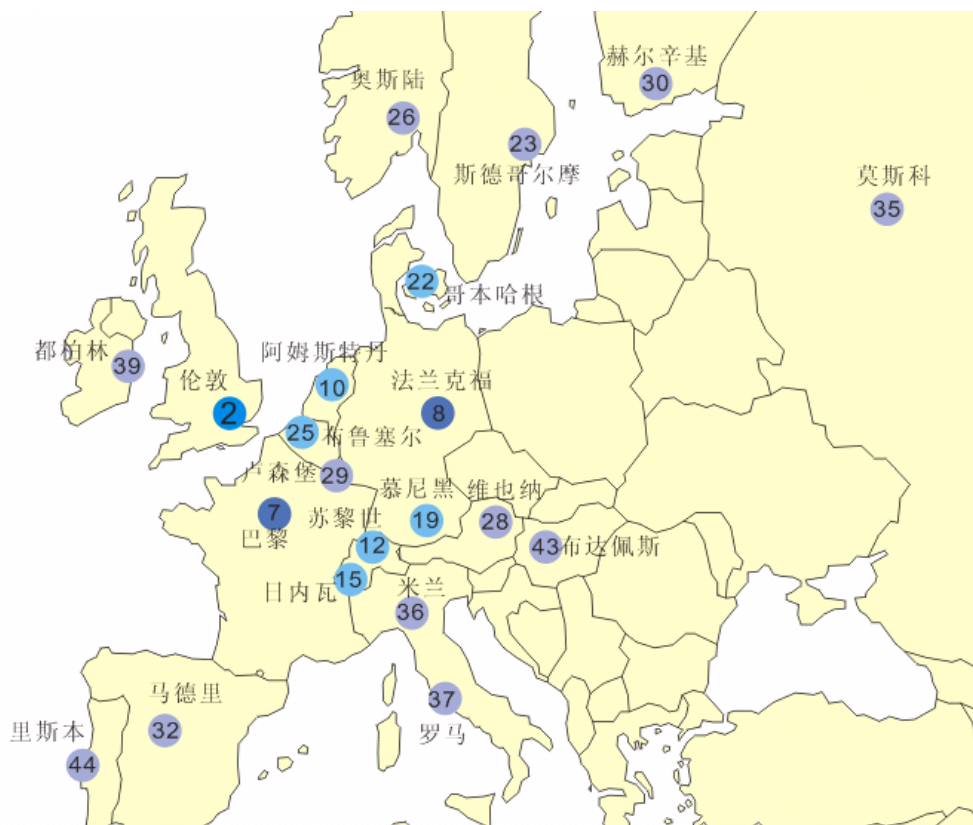 赫尔辛基
30
奥斯陆
26
23
斯德哥尔摩
莫斯科
35
22
哥本哈根
都柏林
39
伦敦
2
阿姆斯特丹
10
法兰克福
8
25
布鲁塞尔
卢森堡
29
慕尼黑
19
维也纳
28
7
巴黎
苏黎世
12
43
布达佩斯
日内瓦
15
米兰
36
马德里
32
37
罗马
里斯本
44